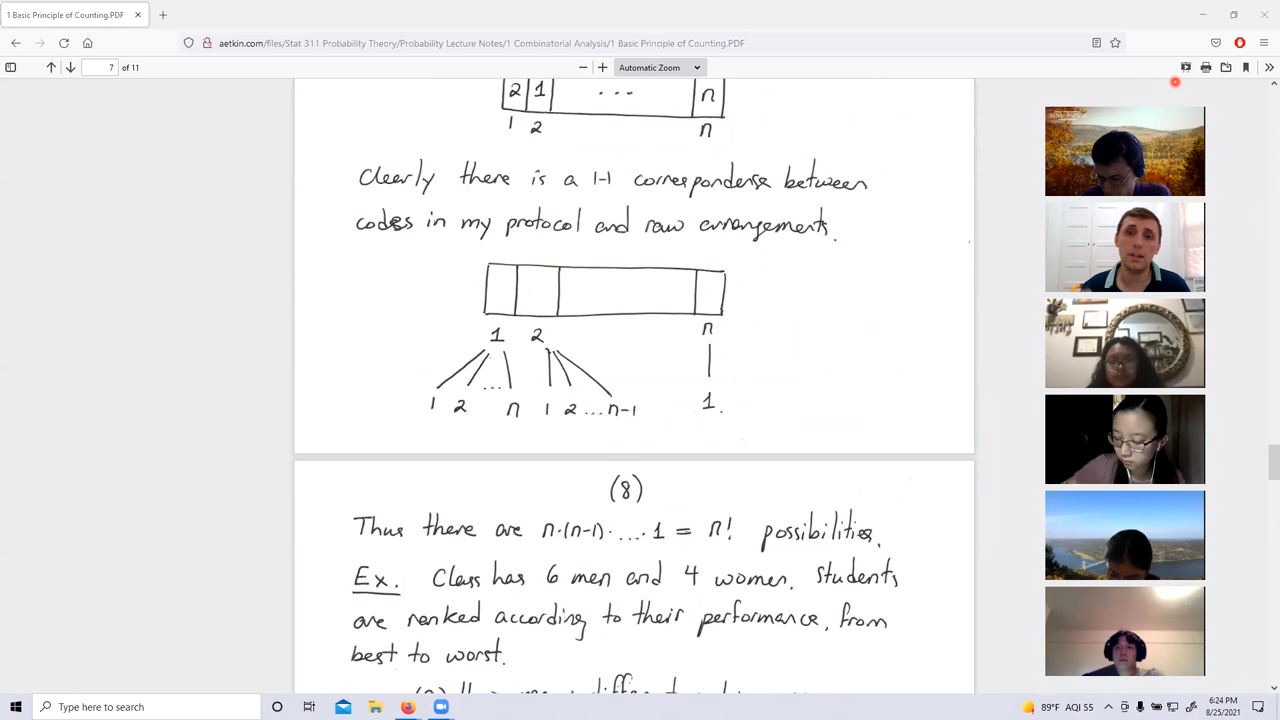 1 Basic Principle of Counting.PDF
aetkin.com/files/Stat 311 Probability Theory/Probability Lecture Notes/1 Combinatorial Analysis/1 Basic Principle of Counting.PDF
7 of 11
Automatic Zoom
2 1 ... n
1 2 n
Clearly there is a 1-1 correspondense between
codes in my protocol and raw arrangements.
1 2 n
1 2 ... n 1 2 ... n-1 1.
(8)
Thus there are n·(n-1)·....·1 = n! possibilities.
Ex. Class has 6 men and 4 women. Students
are ranked according to their performance, from
best to worst.
Type here to search
89°F AQI 55
6:24 PM
8/25/2021